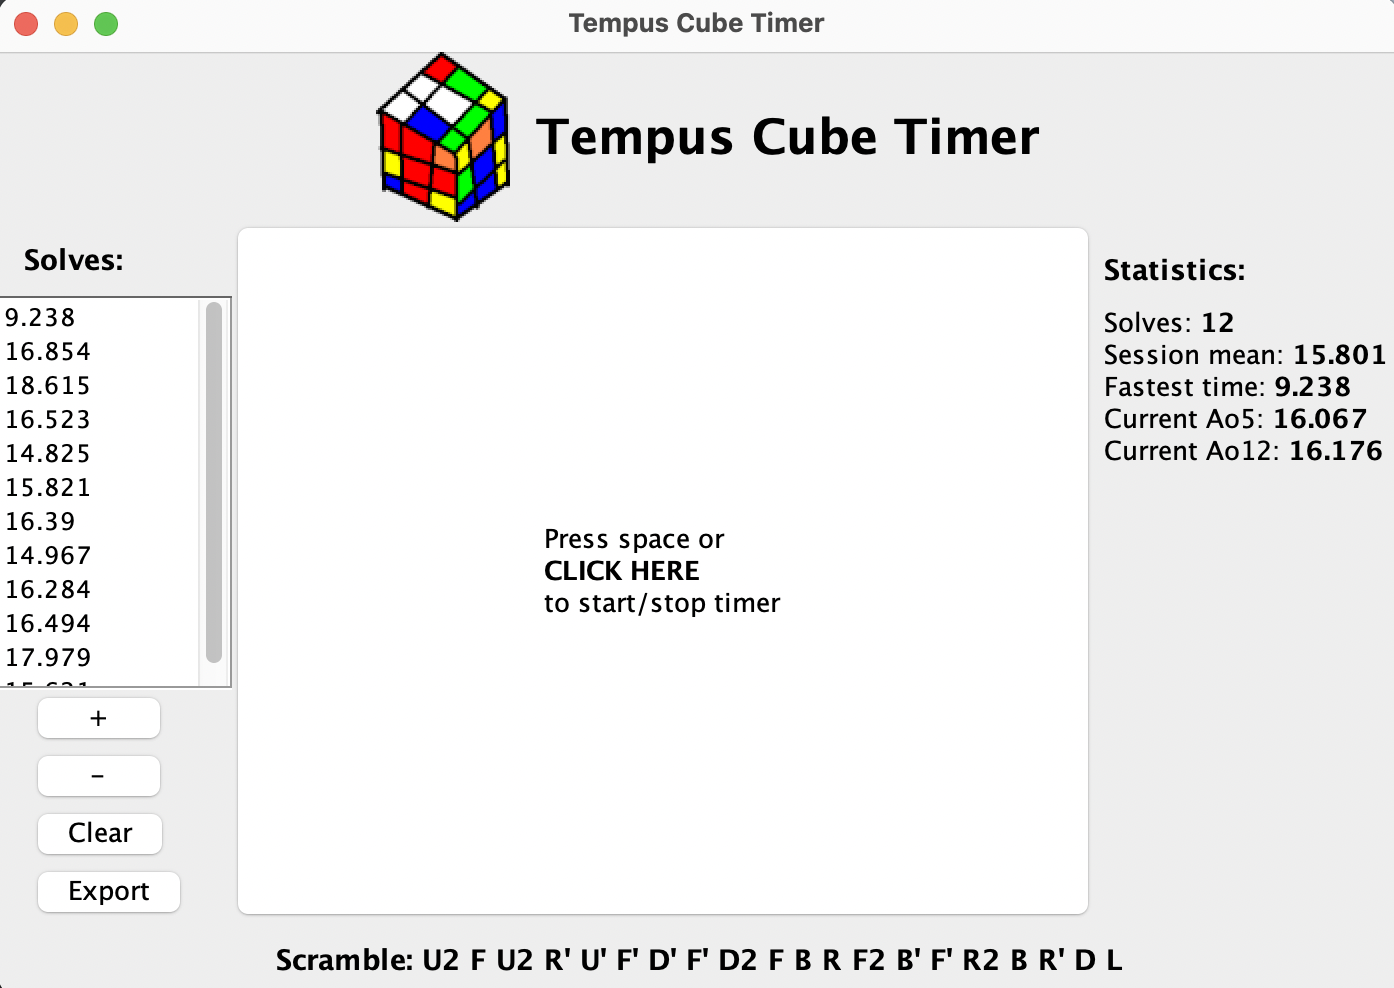 Tempus Cube Timer
Tempus Cube Timer
Solves:
9.238
16.854
18.615
16.523
14.825
15.821
16.39
14.967
16.284
16.494
17.979
+
-
Clear
Export
Press space or
CLICK HERE
to start/stop timer
Statistics:
Solves: 12
Session mean: 15.801
Fastest time: 9.238
Current Ao5: 16.067
Current Ao12: 16.176
Scramble: U2 F U2 R' U' F' D' F' D2 F B R F2 B' F' R2 B R' D L